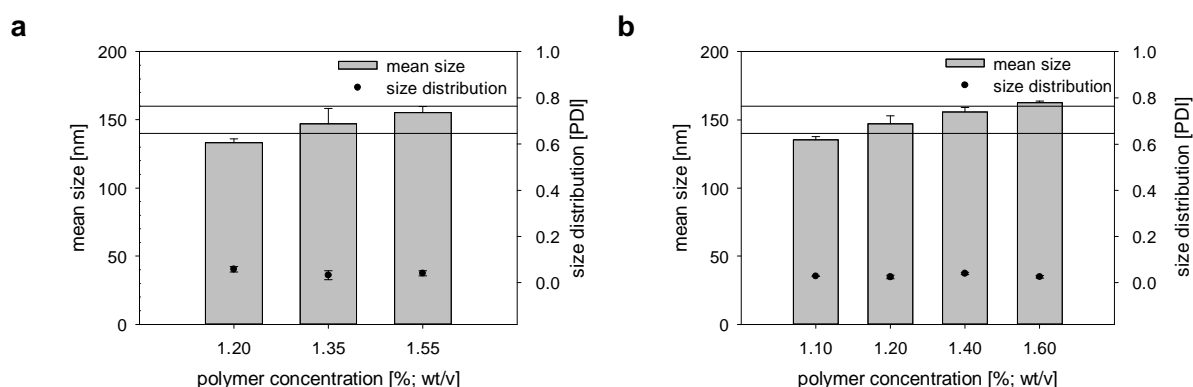 a
mean size [nm]
200
150
100
50
0
mean size
size distribution
1.0
0.8
0.6
0.4
0.2
0.0
size distribution [PDI]
1.20 1.35 1.55
polymer concentration [%; wt/v]
b
mean size [nm]
200
150
100
50
0
mean size
size distribution
1.0
0.8
0.6
0.4
0.2
0.0
size distribution [PDI]
1.10 1.20 1.40 1.60
polymer concentration [%; wt/v]